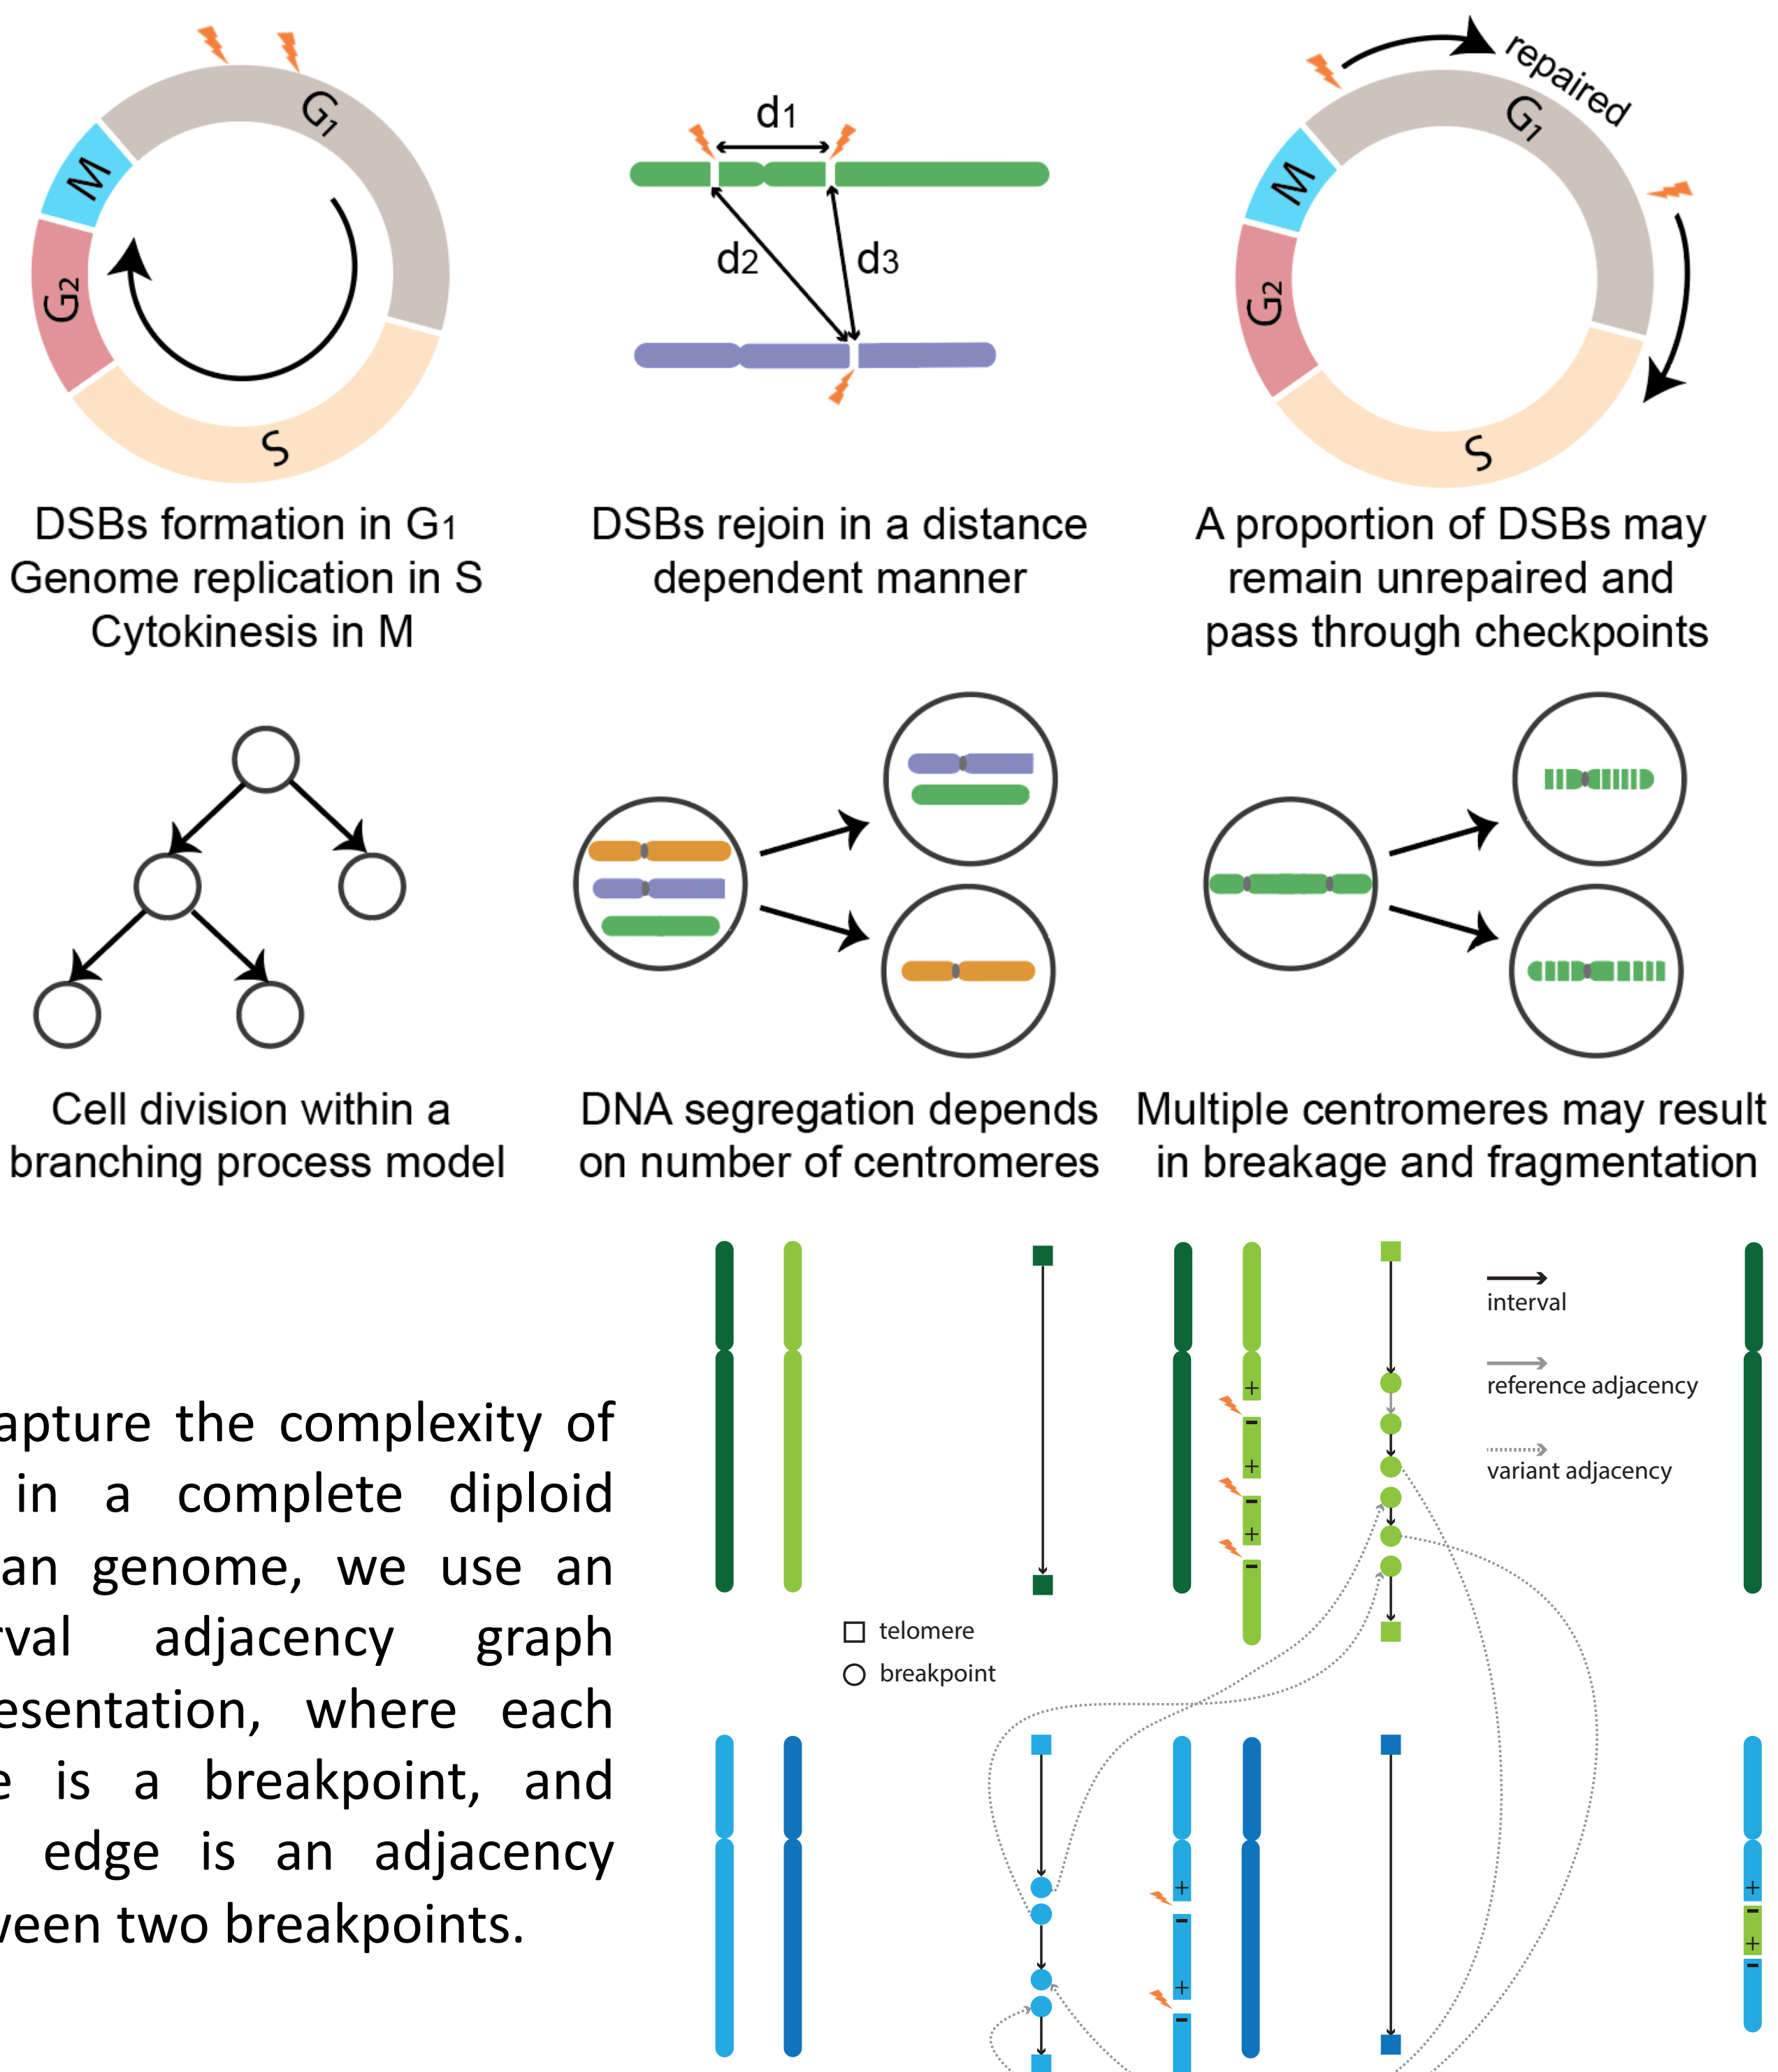 G1
M
G2
S
DSBs formation in G1
Genome replication in S
Cytokinesis in M
d1
d2
d3
DSBs rejoin in a distance
dependent manner
repaired
G1
M
G2
S
A proportion of DSBs may
remain unrepaired and
pass through checkpoints
Cell division within a
branching process model
DNA segregation depends
on number of centromeres
Multiple centromeres may result
in breakage and fragmentation
apture the complexity of
in a complete diploid
an genome, we use an
rval adjacency graph
esentation, where each
e is a breakpoint, and
edge is an adjacency
ween two breakpoints.
telomere
breakpoint
+
-
+
-
+
-
interval
reference adjacency
variant adjacency
+
-
+
-
+
-
+
-